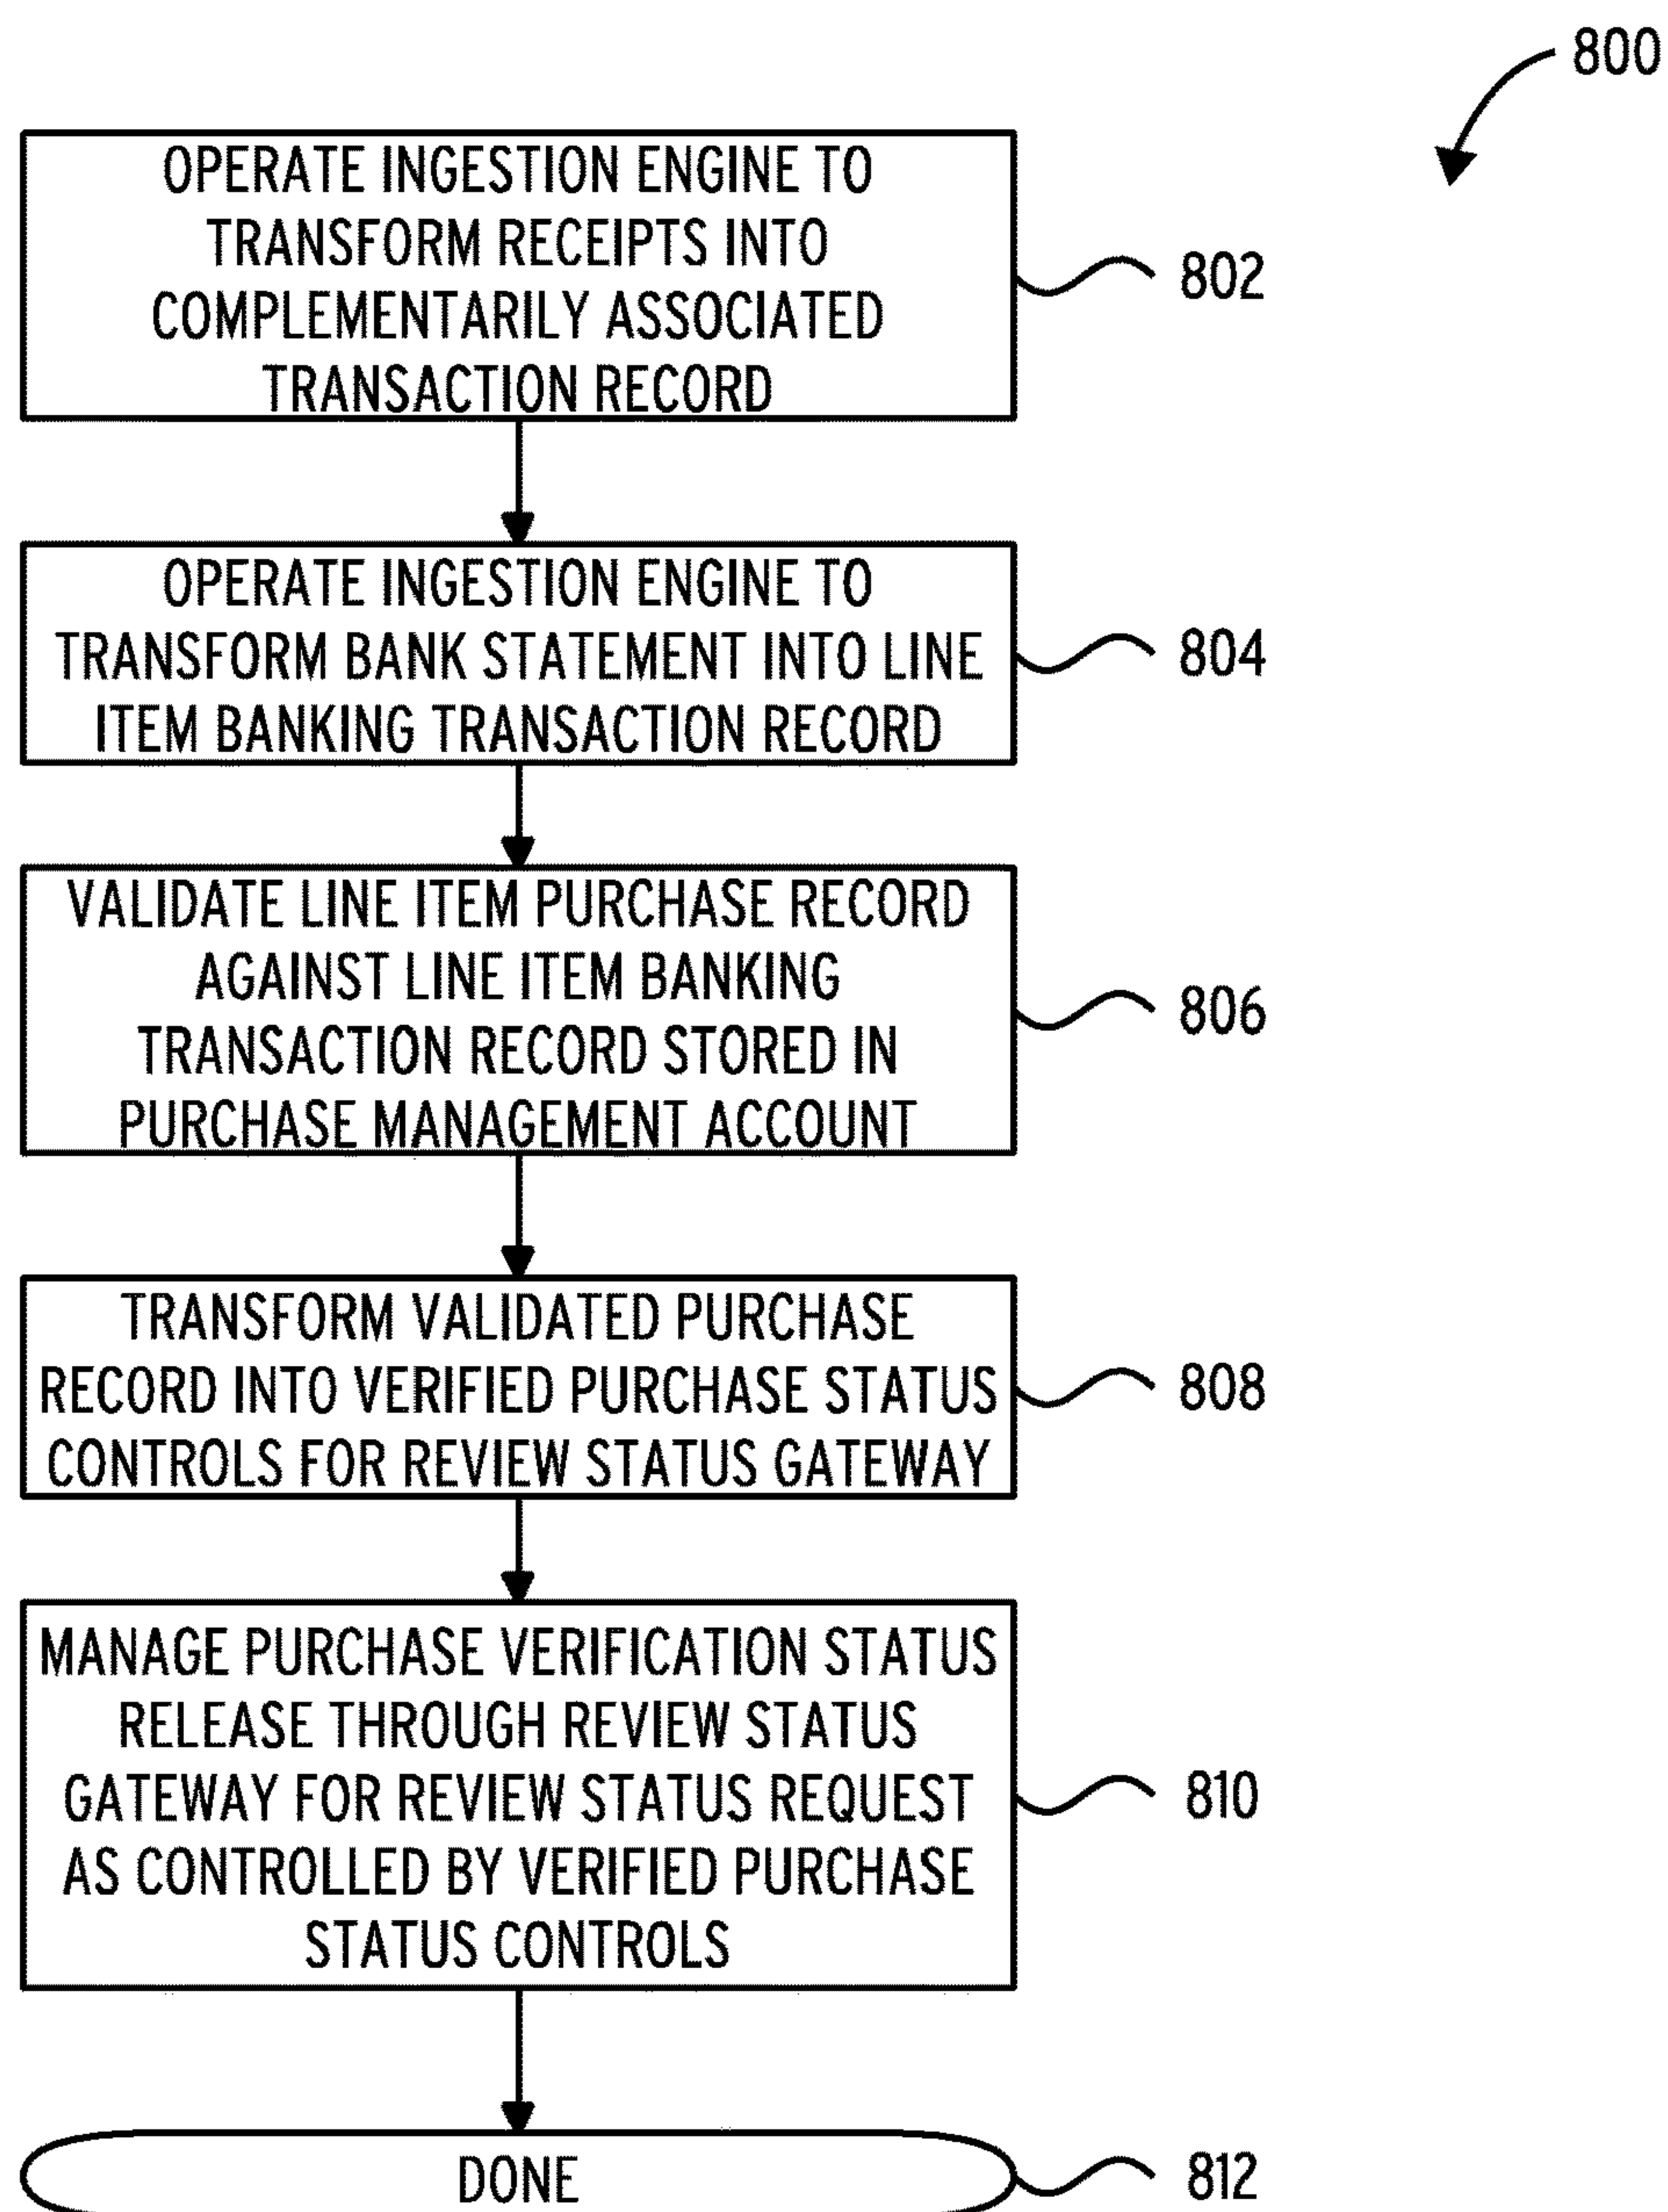 800
OPERATE INGESTION ENGINE TO
TRANSFORM RECEIPTS INTO
COMPLEMENTARILY ASSOCIATED
TRANSACTION RECORD
802
OPERATE INGESTION ENGINE TO
TRANSFORM BANK STATEMENT INTO LINE
ITEM BANKING TRANSACTION RECORD
804
VALIDATE LINE ITEM PURCHASE RECORD
AGAINST LINE ITEM BANKING
TRANSACTION RECORD STORED IN
PURCHASE MANAGEMENT ACCOUNT
806
TRANSFORM VALIDATED PURCHASE
RECORD INTO VERIFIED PURCHASE STATUS
CONTROLS FOR REVIEW STATUS GATEWAY
808
MANAGE PURCHASE VERIFICATION STATUS
RELEASE THROUGH REVIEW STATUS
GATEWAY FOR REVIEW STATUS REQUEST
AS CONTROLLED BY VERIFIED PURCHASE
STATUS CONTROLS
810
DONE
812